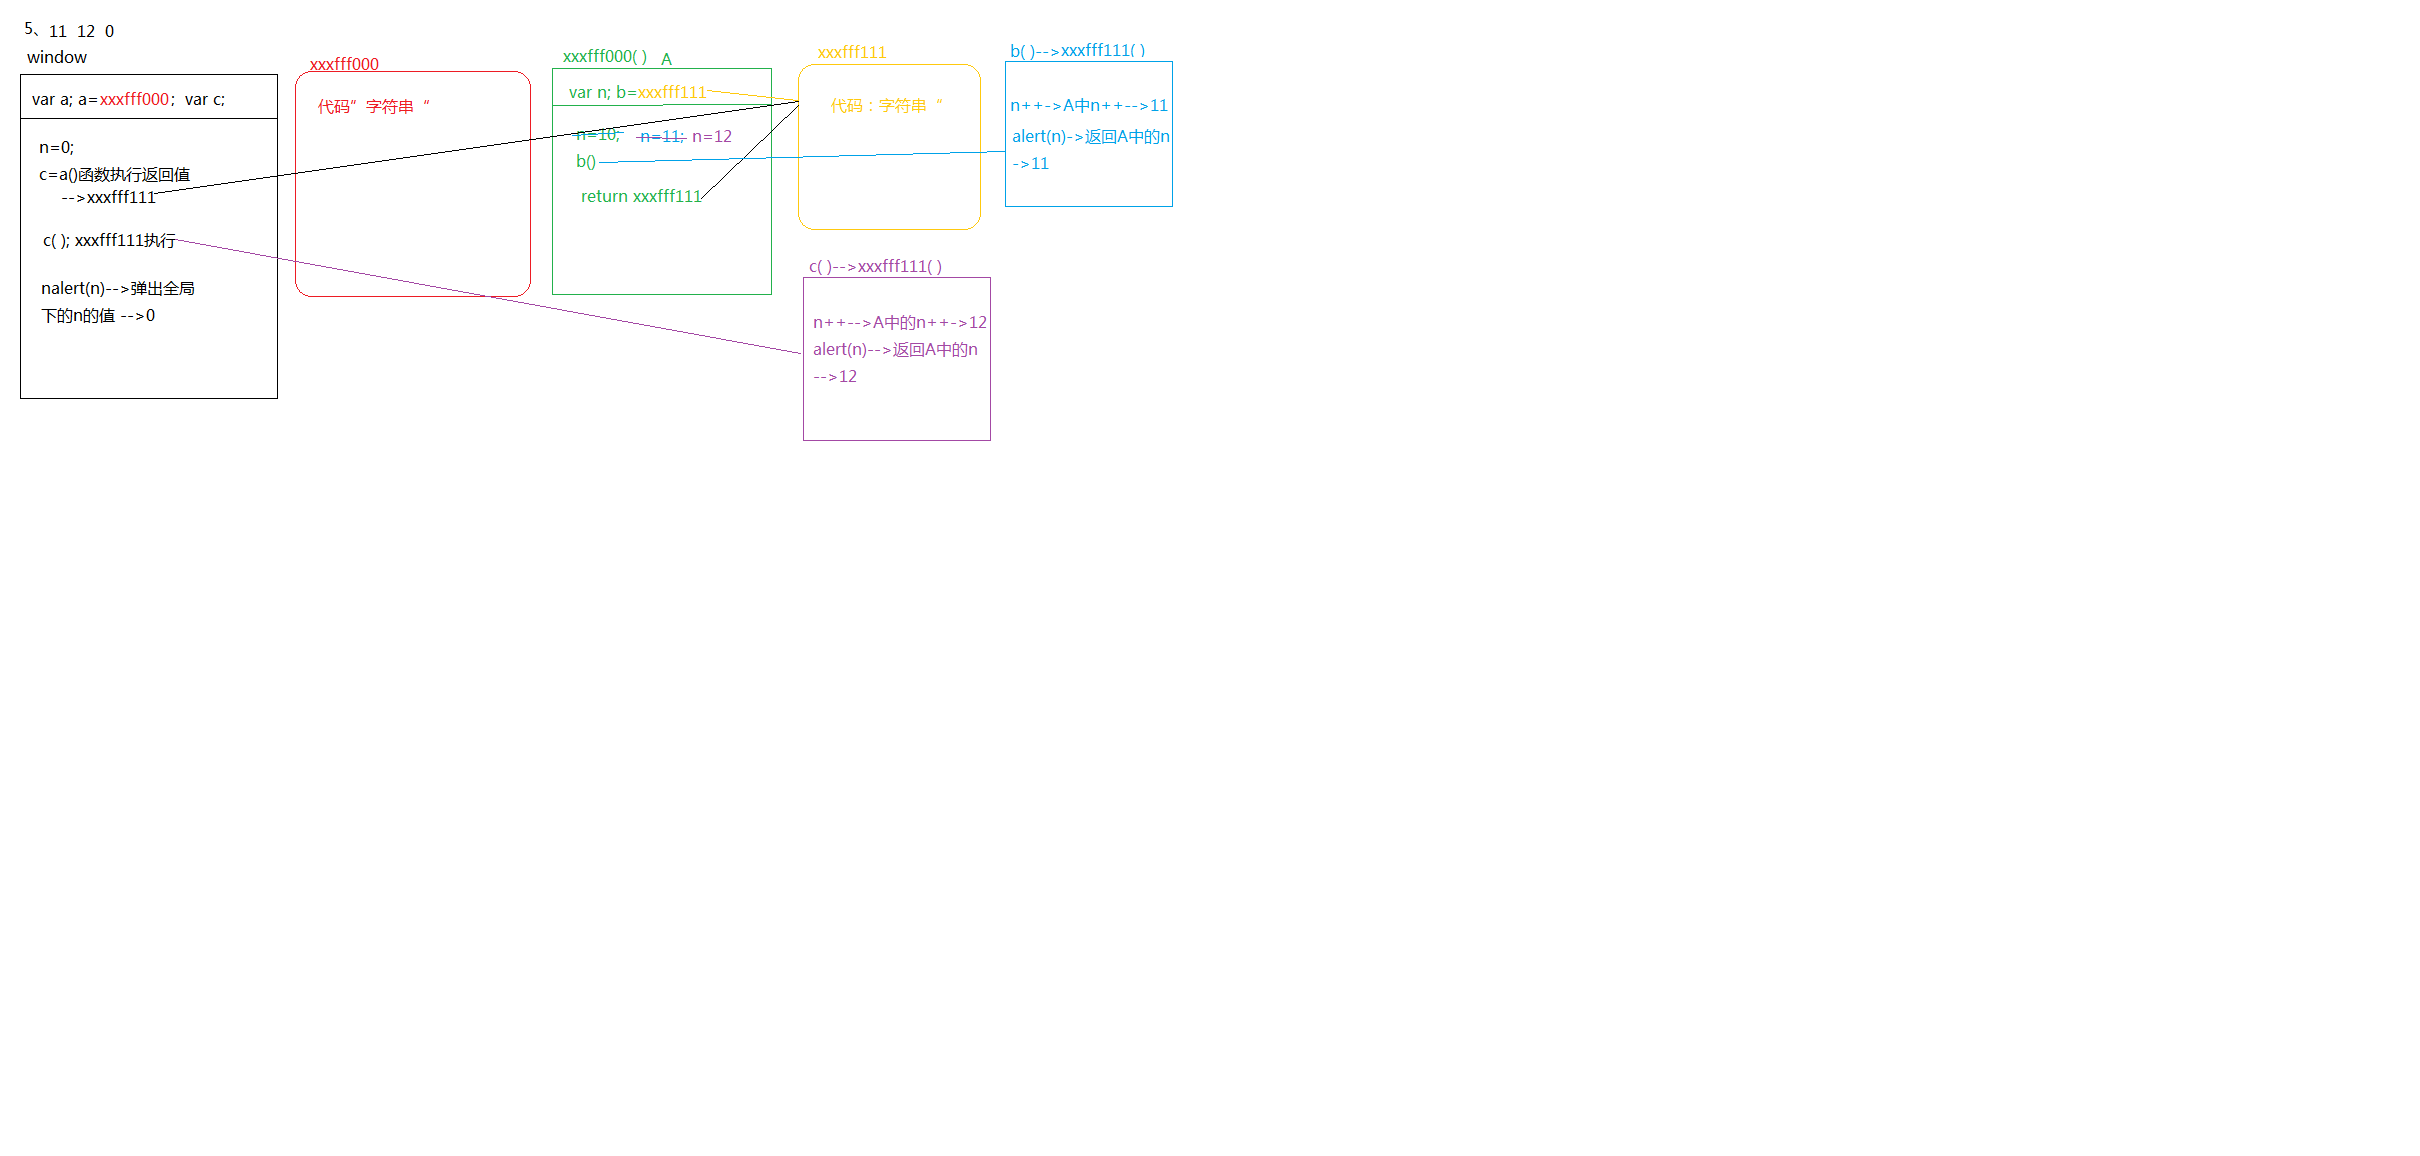 5、11 12 0
window
var a; a=xxxfff000; var c;
n=0;
c=a()函数执行返回值
-->xxxfff111
c( ); xxxfff111执行
nalert(n)-->弹出全局
下的n的值 -->0
xxxfff000
代码“ 字符串 “
xxxfff000( ) A
var n; b=xxxfff111
n=10; n=11; n=12
b()
return xxxfff111
xxxfff111
代码：字符串 “
b( )-->xxxfff111( )
n++->A中n++-->11
alert(n)->返回A中的n
->11
c( )-->xxxfff111( )
n++-->A中的n++->12
alert(n)-->返回A中的n
-->12